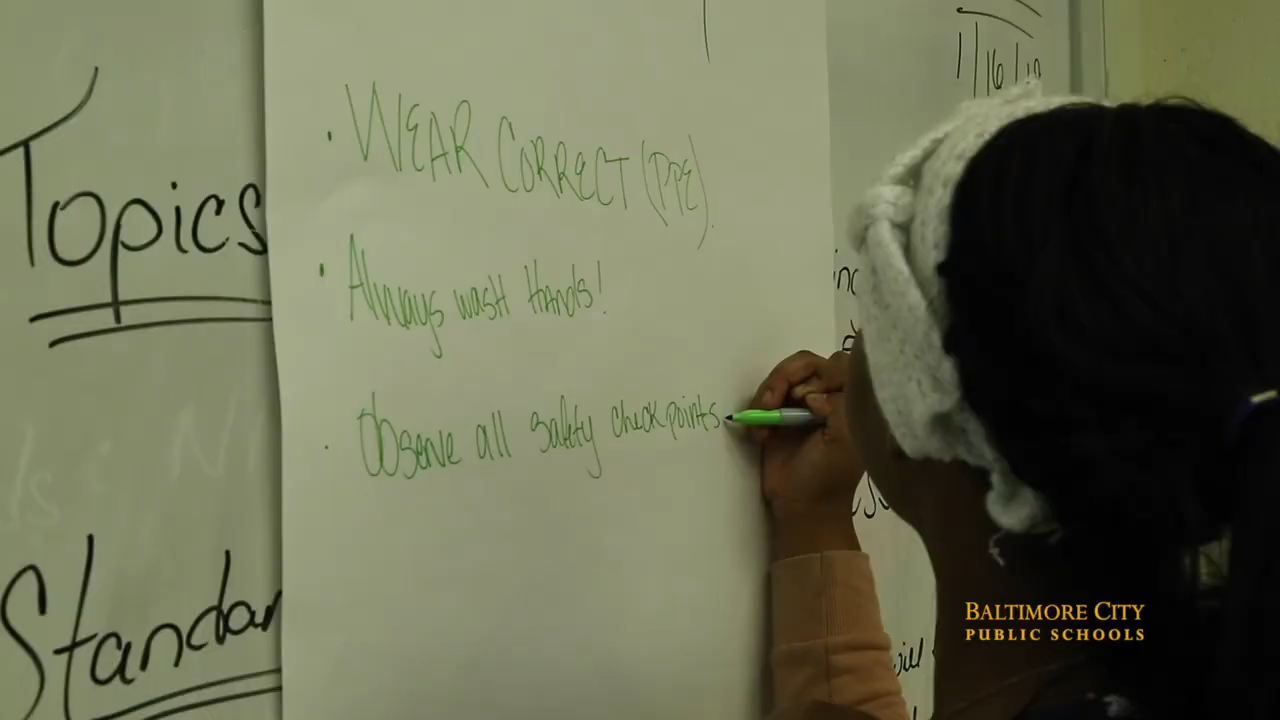 Topics
1/16/19
• WEAR CORRECT (PPE)
• Always wash Hands!
• Observe all safety checkpoints
Standar
will
BALTIMORE CITY
PUBLIC SCHOOLS